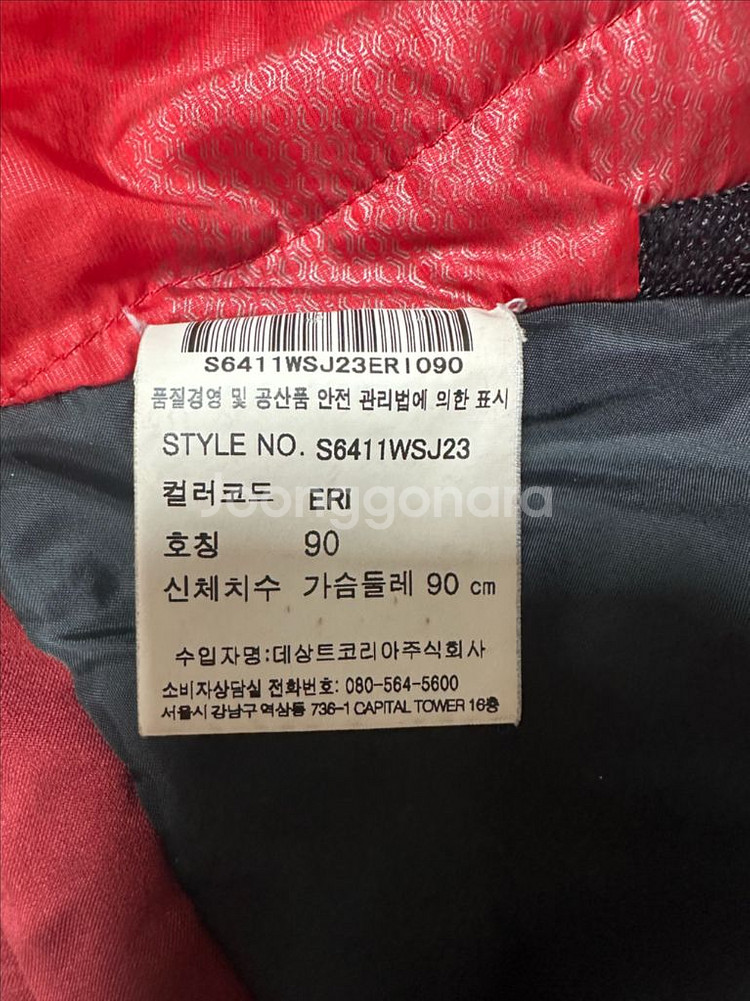 S6411WSJ23ERI090
품질경영 및 공산품 안전 관리법에 의한 표시
STYLE NO. S6411WSJ23
컬러코드 ERI
Joonggonara
호칭 90
신체치수 가슴둘레 90 cm
수입자명:데상트코리아주식회사
소비자상담실 전화번호: 080-564-5600
서울시 강남구 역삼동 736-1 CAPITAL TOWER 16층